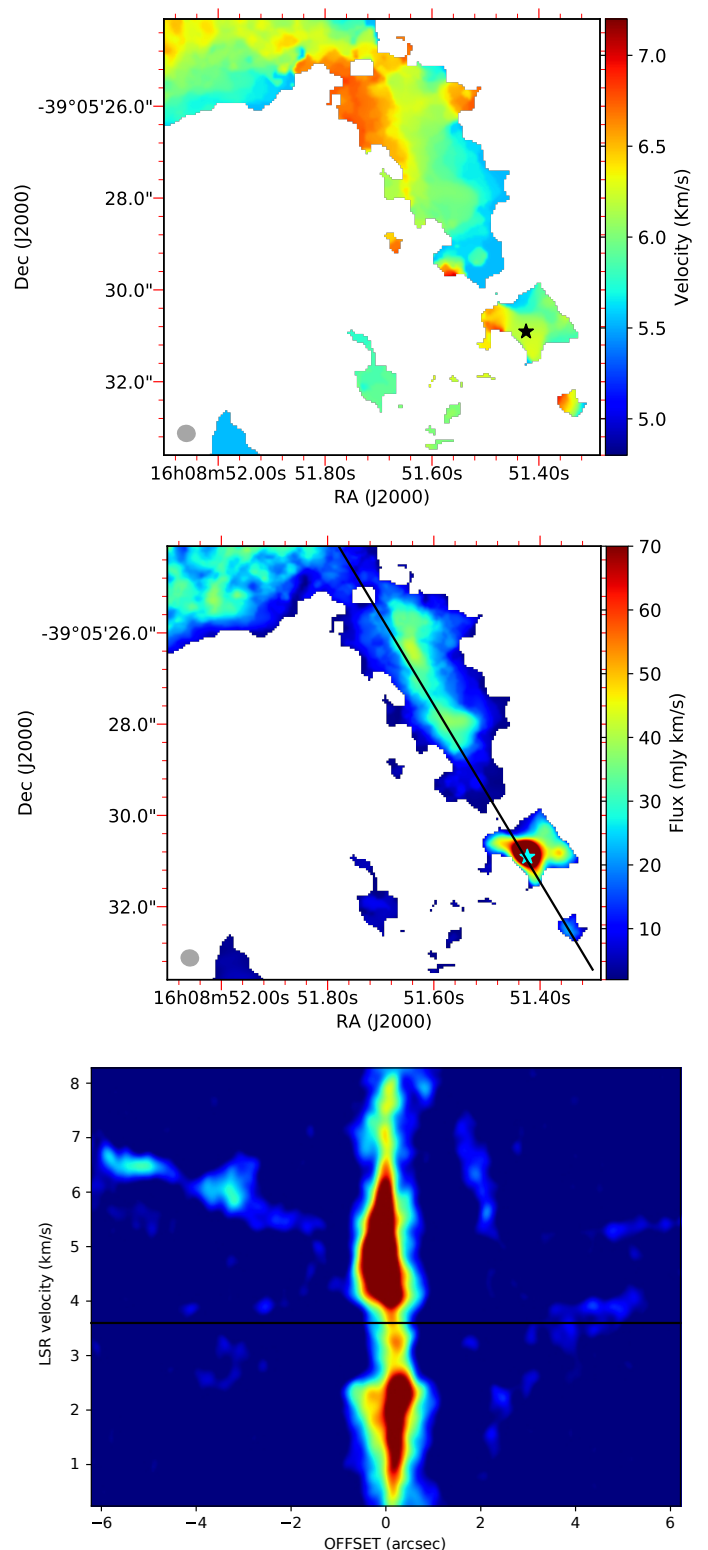 7.0
-39°05'26.0"
6.5
28.0"
Dec (J2000)
6.0
Velocity (Km/s)
30.0"
5.5
32.0"
5.0
16h08m52.00s 51.80s 51.60s 51.40s
RA (J2000)
70
-39°05'26.0"
60
50
28.0"
Dec (J2000)
40
Flux (mJy km/s)
30.0"
30
20
32.0"
10
16h08m52.00s 51.80s 51.60s 51.40s
RA (J2000)
8
7
6
5
LSR velocity (km/s)
4
3
2
1
−6 −4 −2 0 2 4 6
OFFSET (arcsec)